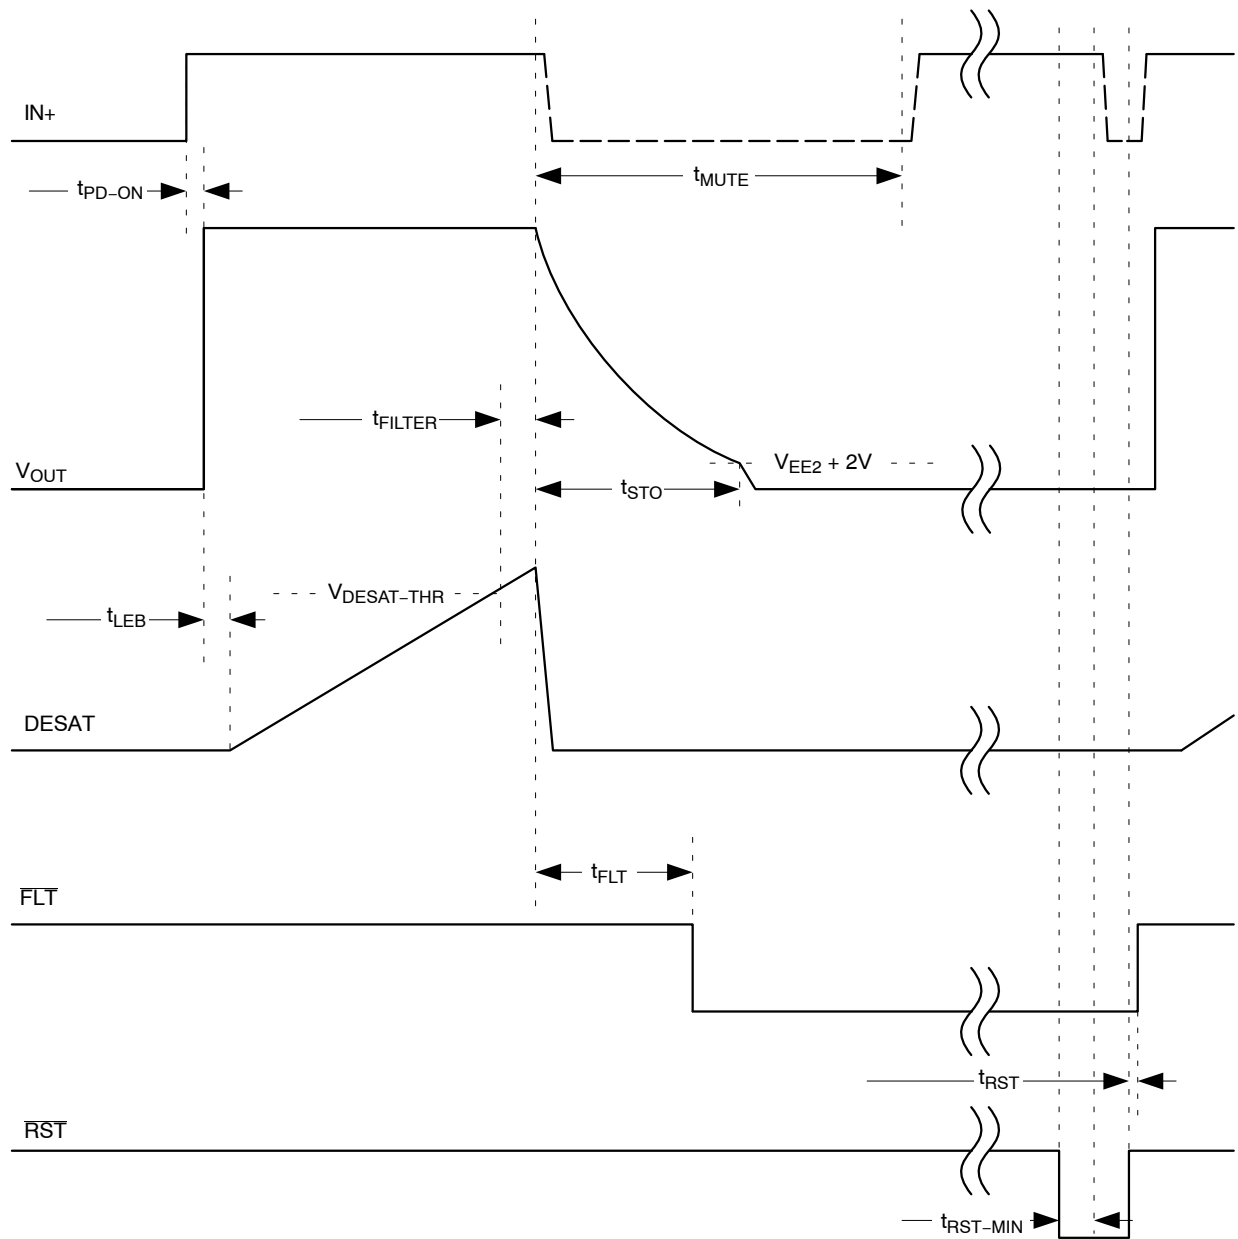 IN+
tPD–ON
tMUTE
tFILTER
VOUT
VEE2 + 2V
tSTO
VDESAT–THR
tLEB
DESAT
tFLT
FLT
tRST
RST
tRST–MIN